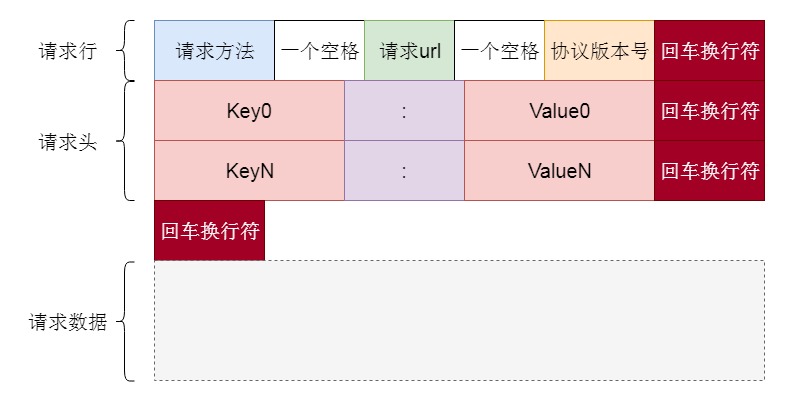 请求行 请求方法 一个空格 请求url 一个空格 协议版本号 回车换行符
请求头
Key0 : Value0 回车换行符
KeyN : ValueN 回车换行符
回车换行符
请求数据